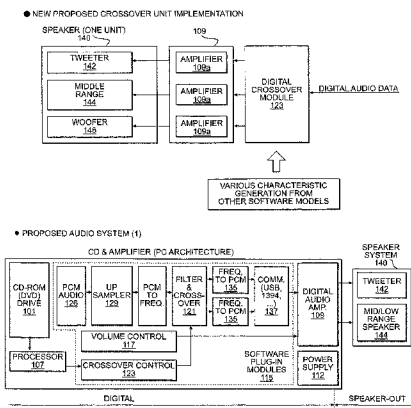 ● NEW PROPOSED CROSSOVER UNIT IMPLEMENTATION
SPEAKER (ONE UNIT)
140
109
TWEETER
142
MIDDLE
RANGE
144
WOOFER
146
AMPLIFIER
109a
AMPLIFIER
109a
AMPLIFIER
109a
DIGITAL
CROSSOVER
MODULE
123
DIGITAL AUDIO DATA
VARIOUS CHARACTERISTIC
GENERATION FROM
OTHER SOFTWARE MODELS
● PROPOSED AUDIO SYSTEM (1)
CD & AMPLIFIER (PC ARCHITECTURE)
SPEAKER
SYSTEM
140
CD-ROM
(DVD)
DRIVE
101
PCM
AUDIO
126
UP
SAMPLER
129
PCM
TO
FREQ.
FILTER
& CROSS-
OVER
121
FREQ.
TO PCM
135
FREQ.
TO PCM
135
COMM.
(USB,
1394,
...)
137
DIGITAL
AUDIO
AMP.
109
TWEETER
142
MID/LOW
RANGE
SPEAKER
144
VOLUME CONTROL
117
PROCESSOR
107
CROSSOVER CONTROL
123
SOFTWARE
PLUG-IN
MODULES
115
POWER
SUPPLY
112
DIGITAL
SPEAKER-OUT